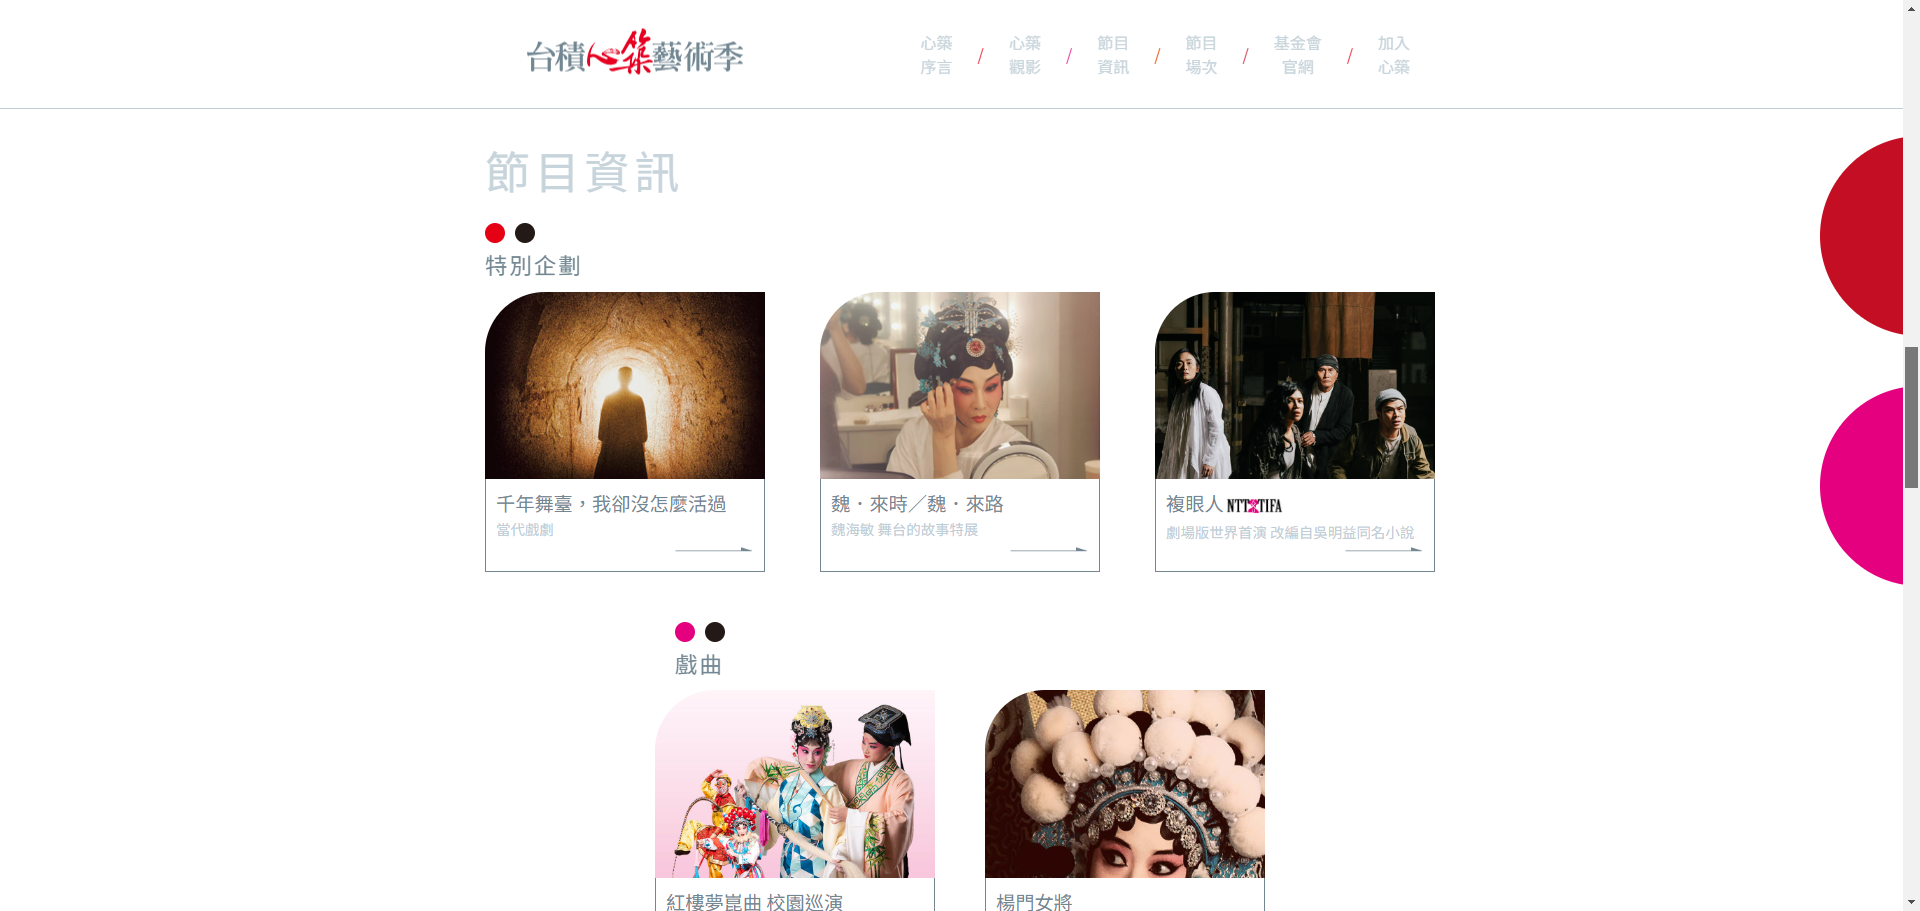 台積心築藝術季
心築 / 心築 / 節目 / 節目 / 基金會 / 加入
序言 觀影 資訊 場次 官網 心築
節目資訊
特別企劃
千年舞臺，我卻沒怎麼活過
當代戲劇
魏．來時／魏．來路
魏海敏 舞台的故事特展
複眼人 NTTXTIFA
劇場版世界首演 改編自吳明益同名小說
戲曲
紅樓夢崑曲 校園巡演
楊門女將